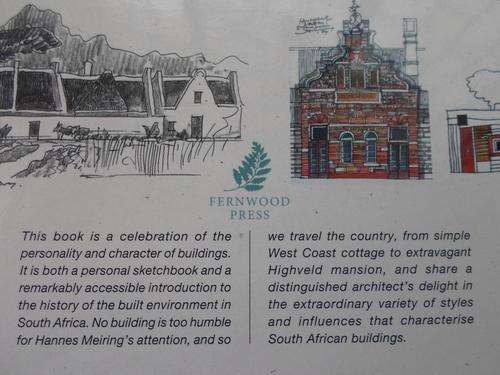 FERNWOOD
PRESS
This book is a celebration of the
personality and character of buildings.
It is both a personal sketchbook and a
remarkably accessible introduction to
the history of the built environment in
South Africa. No building is too humble
for Hannes Meiring's attention, and so
we travel the country, from simple
West Coast cottage to extravagant
Highveld mansion, and share a
distinguished architect's delight in
the extraordinary variety of styles
and influences that characterise
South African buildings.